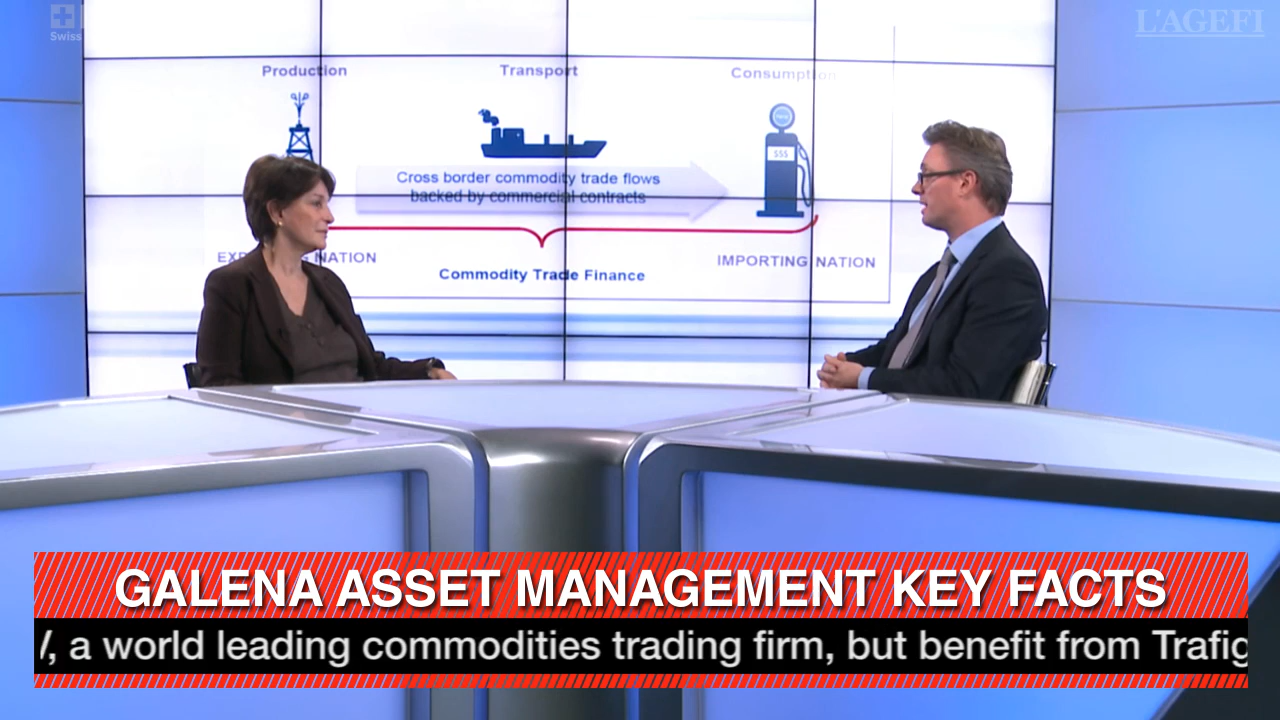 Swiss
L'AGEFI
Production
Transport
Consumption
$$$
Cross border commodity trade flows
backed by commercial contracts
NATION
IMPORTING NATION
Commodity Trade Finance
GALENA ASSET MANAGEMENT KEY FACTS
, a world leading commodities trading firm, but benefit from Trafig